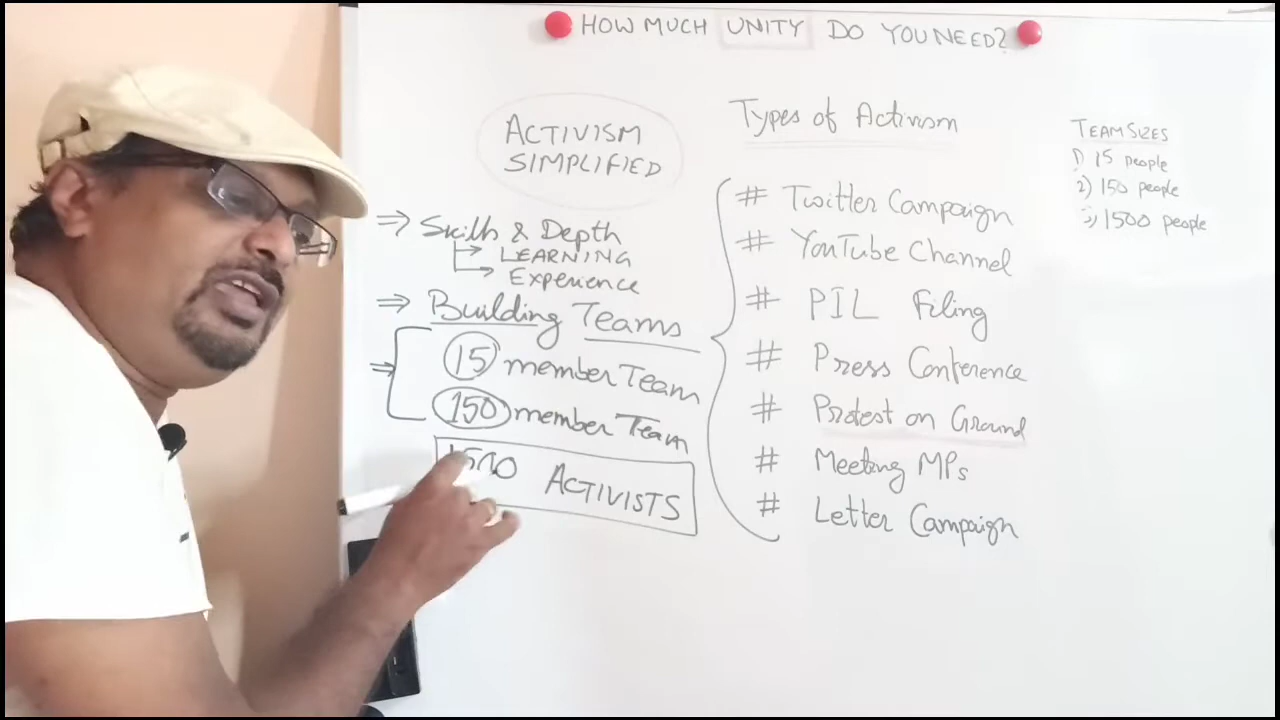 HOW MUCH UNITY DO YOU NEED?
ACTIVISM
SIMPLIFIED
⇒ Skills & Depth
→ LEARNING
→ Experience
⇒ Building Teams
⇒ 15 member Team
150 member Team
1500 ACTIVISTS
Types of Activism
# Twitter Campaign
# YouTube Channel
# PIL Filing
# Press Conference
# Protest on Ground
# Meeting MPs
# Letter Campaign
TEAM SIZES
1) 15 people
2) 150 people
3) 1500 people